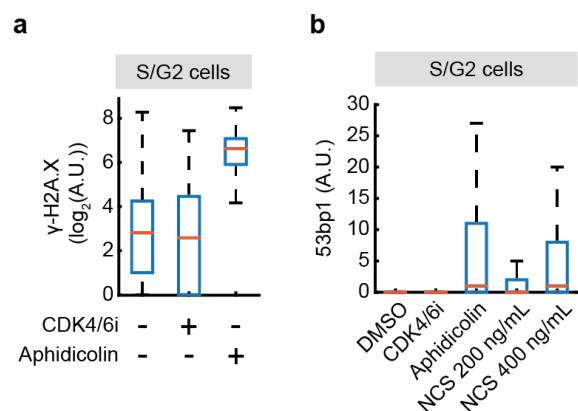 a
S/G2 cells
γ-H2A.X
(log2(A.U.))
8
6
4
2
0
CDK4/6i - + -
Aphidicolin - - +
b
S/G2 cells
53bp1 (A.U.)
30
25
20
15
10
5
0
DMSO
CDK4/6i
Aphidicolin
NCS 200 ng/mL
NCS 400 ng/mL